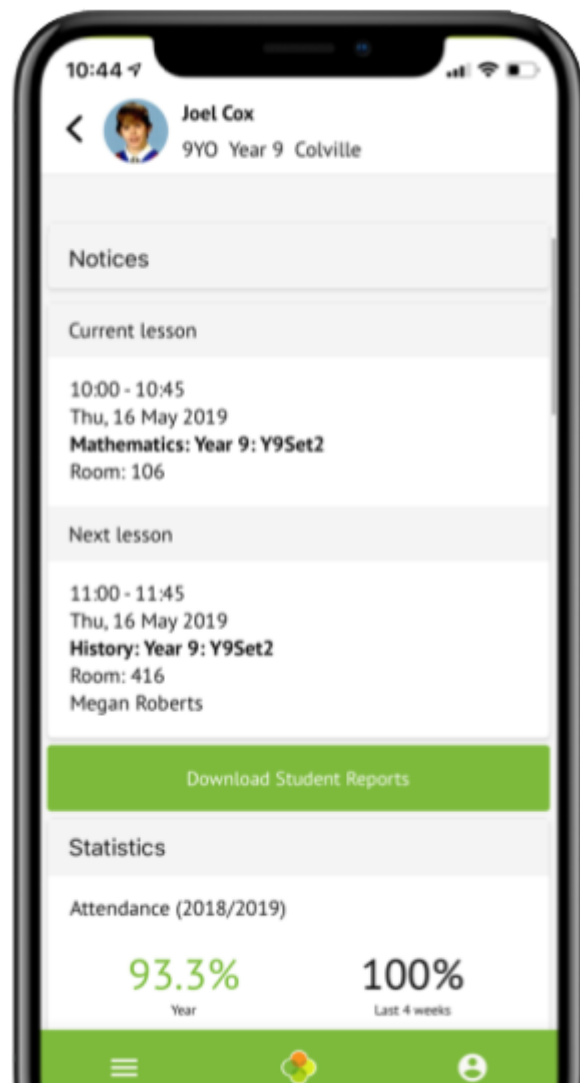 10:44
Joel Cox
9YO Year 9 Colville
Notices
Current lesson
10:00 - 10:45
Thu, 16 May 2019
Mathematics: Year 9: Y9Set2
Room: 106
Next lesson
11:00 - 11:45
Thu, 16 May 2019
History: Year 9: Y9Set2
Room: 416
Megan Roberts
Download Student Reports
Statistics
Attendance (2018/2019)
93.3% 100%
Year Last 4 weeks